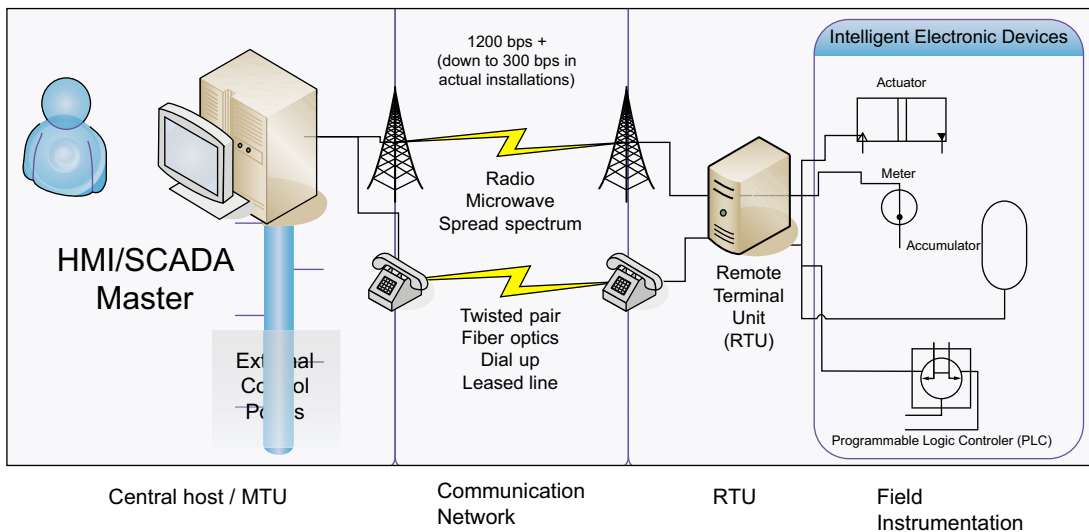 1200 bps +
(down to 300 bps in
actual installations)
Intelligent Electronic Devices
Actuator
Radio
Microwave
Spread spectrum
Meter
Accumulator
HMI/SCADA
Master
Remote
Terminal
Unit
(RTU)
Twisted pair
Fiber optics
Dial up
Leased line
External
Control
Points
Programmable Logic Controler (PLC)
Central host / MTU
Communication
Network
RTU
Field
Instrumentation